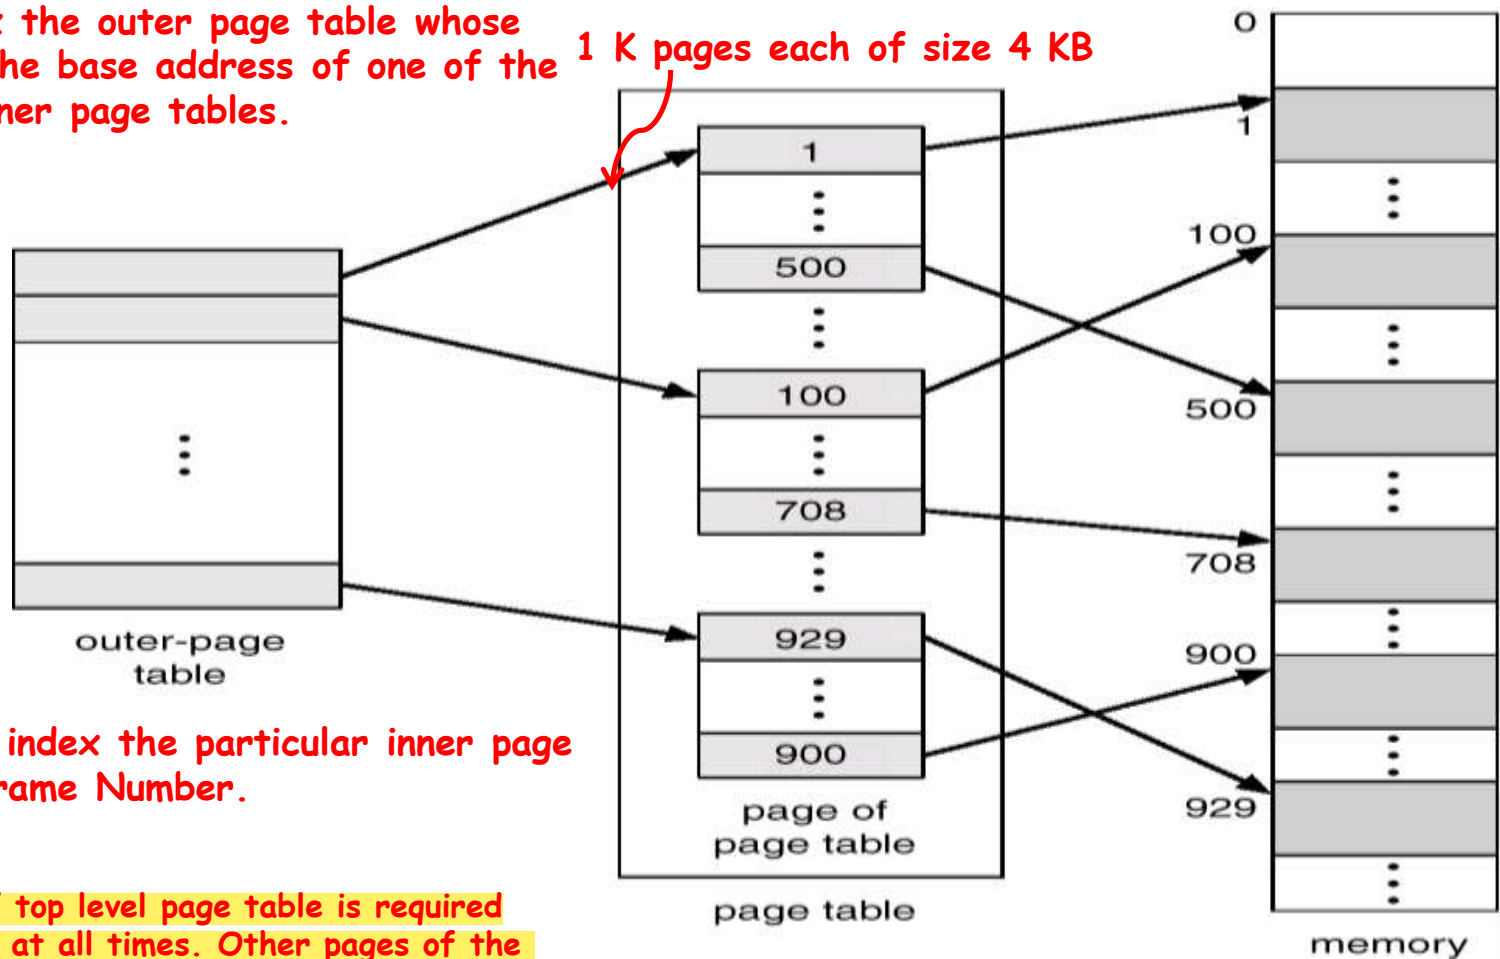 the outer page table whose
he base address of one of the
ner page tables.
1 K pages each of size 4 KB
0
1
1
500
100
100
500
708
708
929
900
900
929
outer-page
table
index the particular inner page
rame Number.
page of
page table
page table
top level page table is required
at all times. Other pages of the
memory